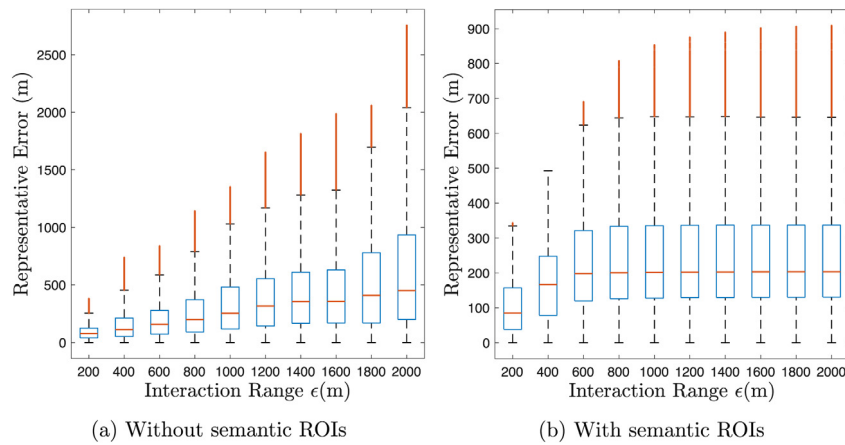 Representative Error (m)
2500
2000
1500
1000
500
0
200 400 600 800 1000 1200 1400 1600 1800 2000
Interaction Range ϵ(m)
(a) Without semantic ROIs
Representative Error (m)
900
800
700
600
500
400
300
200
100
0
200 400 600 800 1000 1200 1400 1600 1800 2000
Interaction Range ϵ(m)
(b) With semantic ROIs